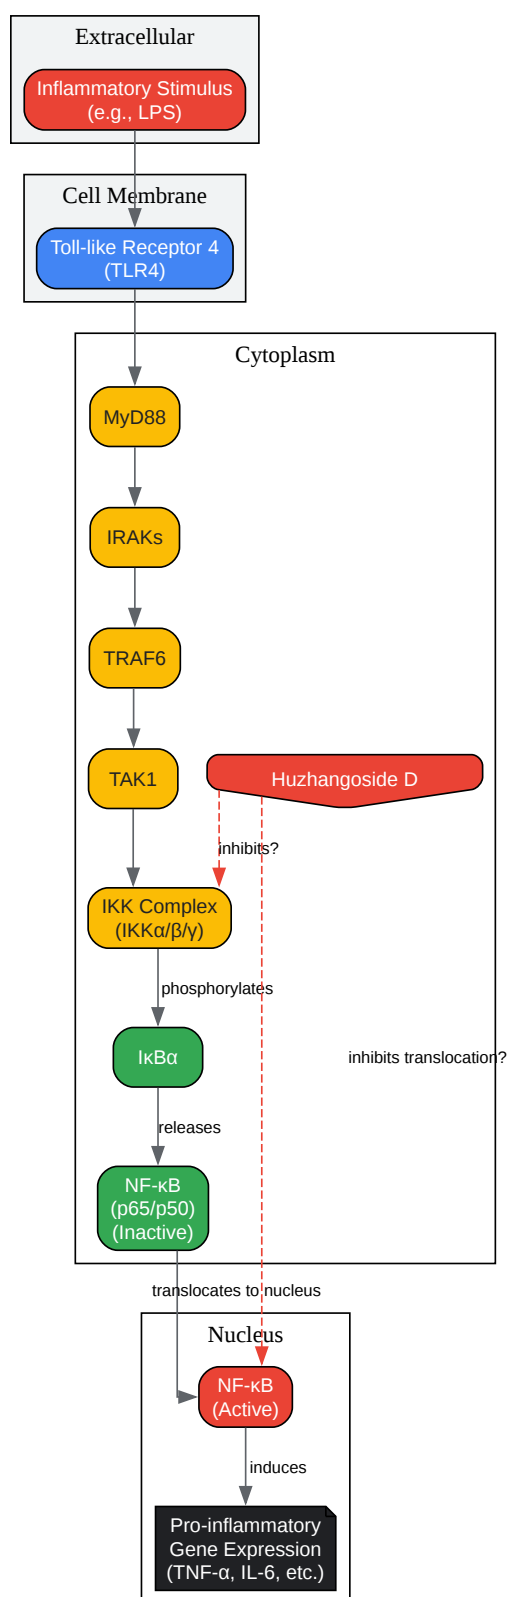 Extracellular
Inflammatory Stimulus
(e.g., LPS)
Cell Membrane
Toll-like Receptor 4
(TLR4)
Cytoplasm
MyD88
IRAKs
TRAF6
TAK1
Huzhangoside D
inhibits?
IKK Complex
(IKKα/β/γ)
phosphorylates
IκBα
inhibits translocation?
releases
NF-κB
(p65/p50)
(Inactive)
translocates to nucleus
Nucleus
NF-κB
(Active)
induces
Pro-inflammatory
Gene Expression
(TNF-α, IL-6, etc.)